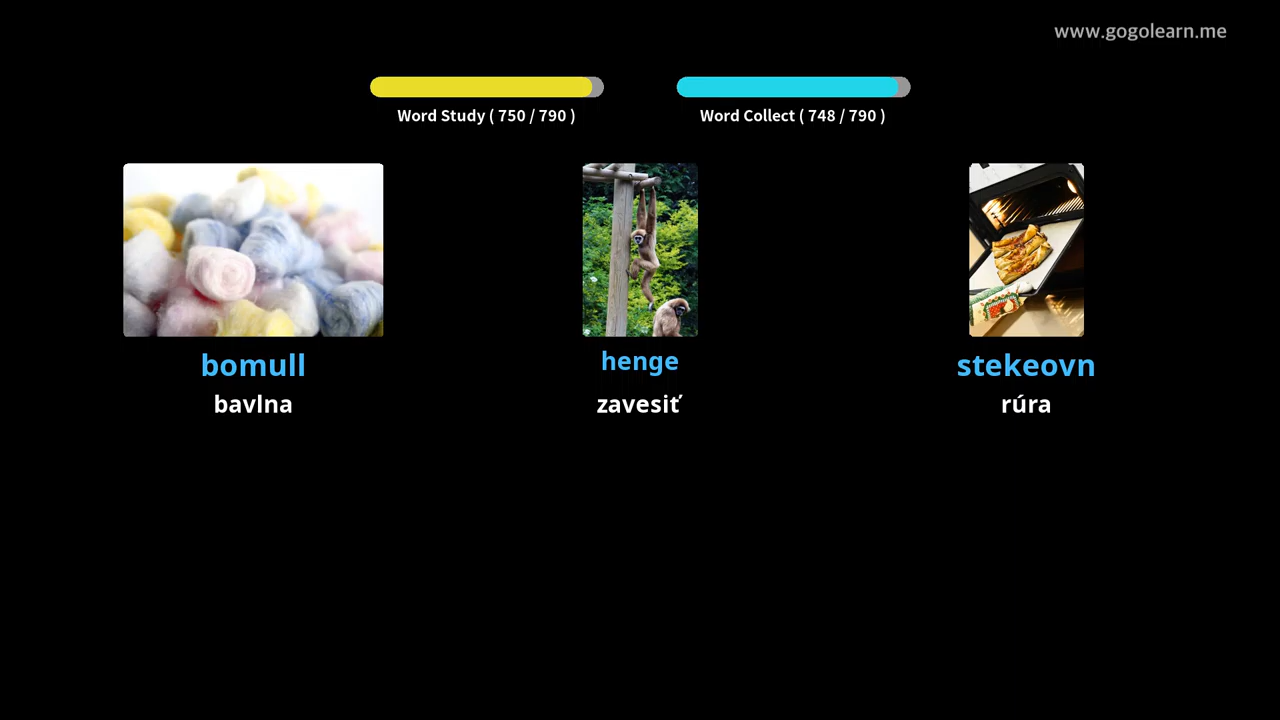 www.gogolearn.me
Word Study ( 750 / 790 )
Word Collect ( 748 / 790 )
bomull
henge
stekeovn
bavlna
zavesiť
rúra